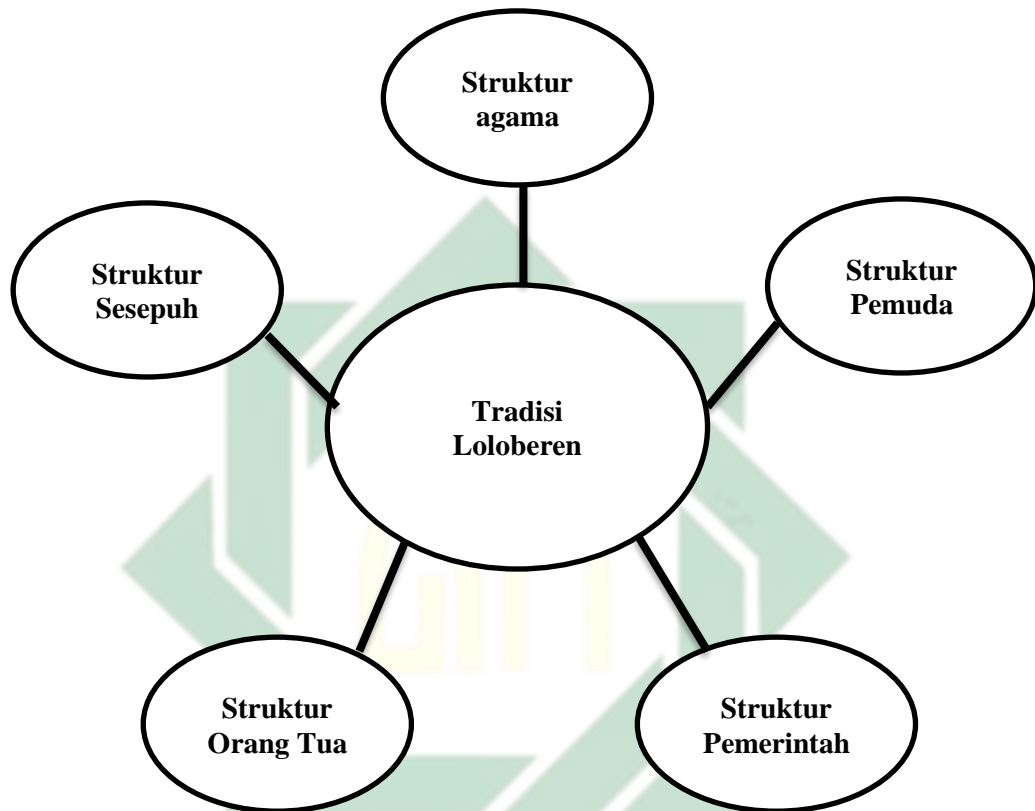 Struktur
agama
Struktur
Sesepuh
Struktur
Pemuda
Tradisi
Loloberen
Struktur
Orang Tua
Struktur
Pemerintah